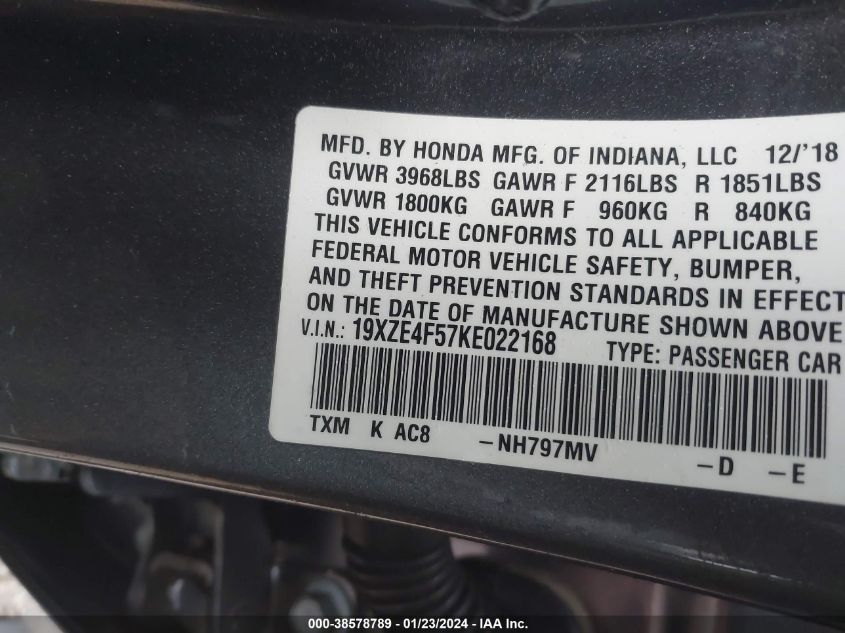 MFD. BY HONDA MFG. OF INDIANA, LLC 12/'18
GVWR 3968LBS GAWR F 2116LBS R 1851LBS
GVWR 1800KG GAWR F 960KG R 840KG
THIS VEHICLE CONFORMS TO ALL APPLICABLE
FEDERAL MOTOR VEHICLE SAFETY, BUMPER,
AND THEFT PREVENTION STANDARDS IN EFFECT
ON THE DATE OF MANUFACTURE SHOWN ABOVE
V.I.N.: 19XZE4F57KE022168 TYPE: PASSENGER CAR
TXM K AC8 -NH797MV -D -E
000-38578789 - 01/23/2024 - IAA Inc.